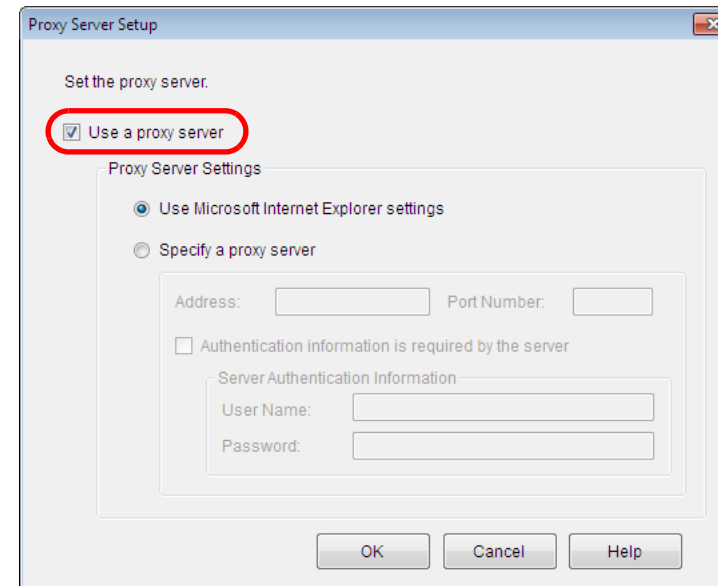 Proxy Server Setup
Set the proxy server.
Use a proxy server
Proxy Server Settings
Use Microsoft Internet Explorer settings
Specify a proxy server
Address: Port Number:
Authentication information is required by the server
Server Authentication Information
User Name:
Password:
OK Cancel Help